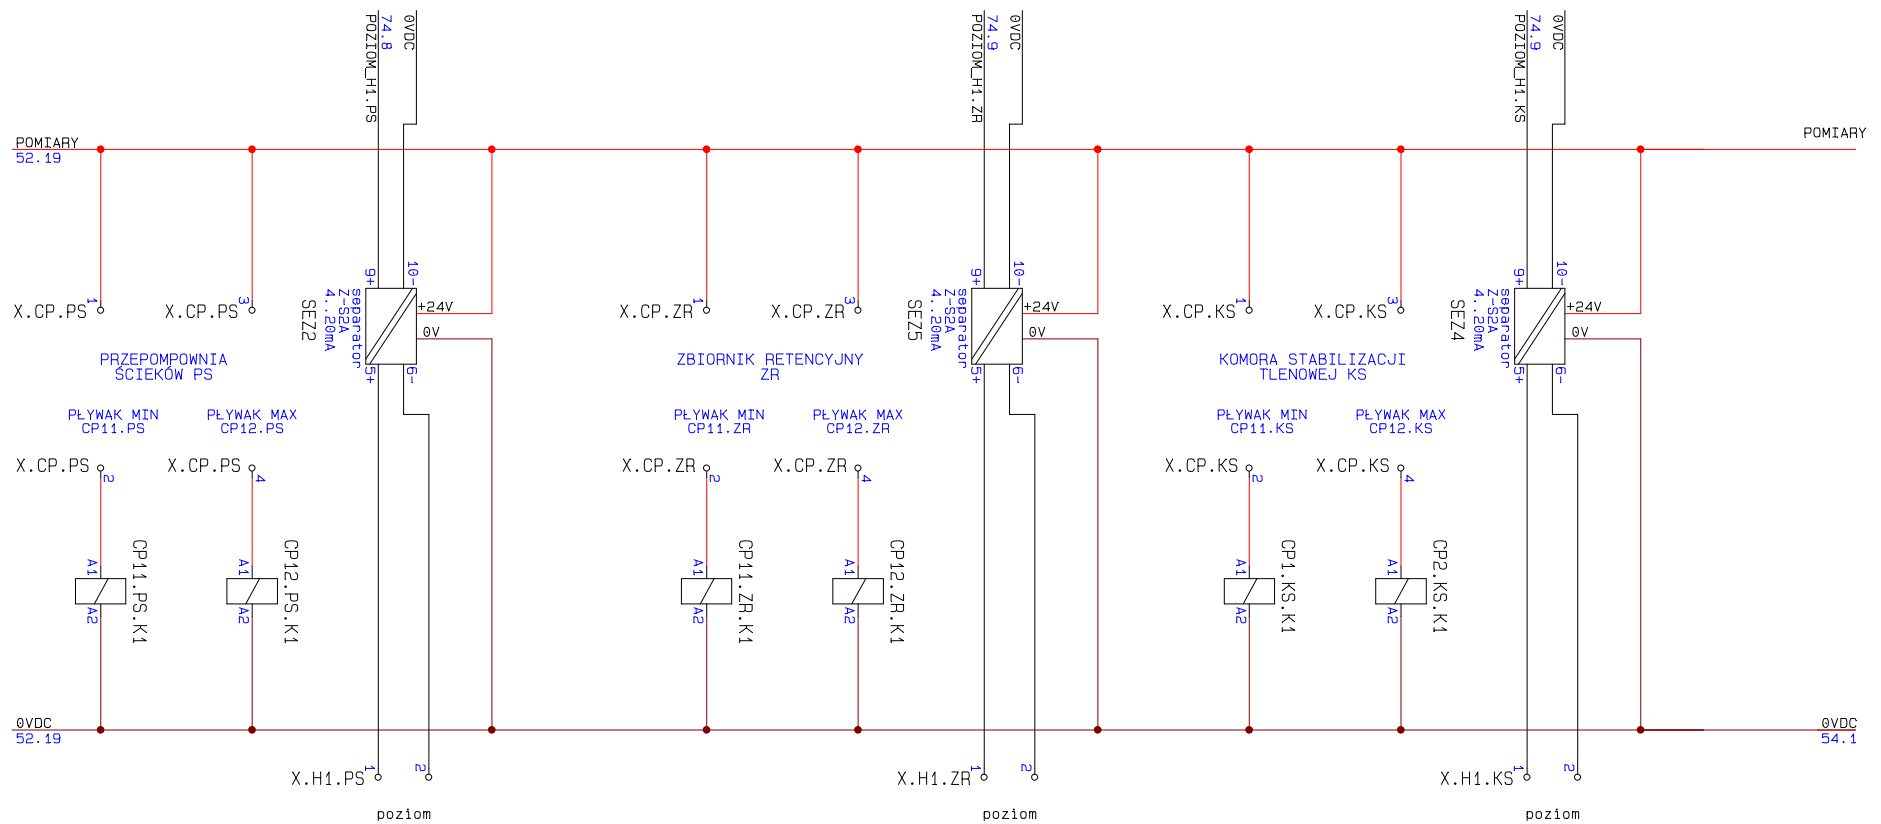 74.8
POZIOM_H1.PS
0VDC
74.9
POZIOM_H1.ZR
0VDC
74.9
POZIOM_H1.KS
0VDC
POMIARY
52.19
POMIARY
X.CP.PS 1
X.CP.PS 3
SEZ2
separator
Z-S2A
4..20mA
9+
10-
+24V
0V
5+
6-
X.CP.ZR 1
X.CP.ZR 3
SEZ5
separator
Z-S2A
4..20mA
9+
10-
+24V
0V
5+
6-
X.CP.KS 1
X.CP.KS 3
SEZ4
separator
Z-S2A
4..20mA
9+
10-
+24V
0V
5+
6-
PRZEPOMPOWNIA
ŚCIEKÓW PS
ZBIORNIK RETENCYJNY
ZR
KOMORA STABILIZACJI
TLENOWEJ KS
PŁYWAK MIN
CP11.PS
PŁYWAK MAX
CP12.PS
PŁYWAK MIN
CP11.ZR
PŁYWAK MAX
CP12.ZR
PŁYWAK MIN
CP11.KS
PŁYWAK MAX
CP12.KS
X.CP.PS 2
X.CP.PS 4
X.CP.ZR 2
X.CP.ZR 4
X.CP.KS 2
X.CP.KS 4
A1
A2
CP11.PS.K1
A1
A2
CP12.PS.K1
A1
A2
CP11.ZR.K1
A1
A2
CP12.ZR.K1
A1
A2
CP1.KS.K1
A1
A2
CP2.KS.K1
0VDC
52.19
0VDC
54.1
X.H1.PS 1 2
X.H1.ZR 1 2
X.H1.KS 1 2
poziom
poziom
poziom